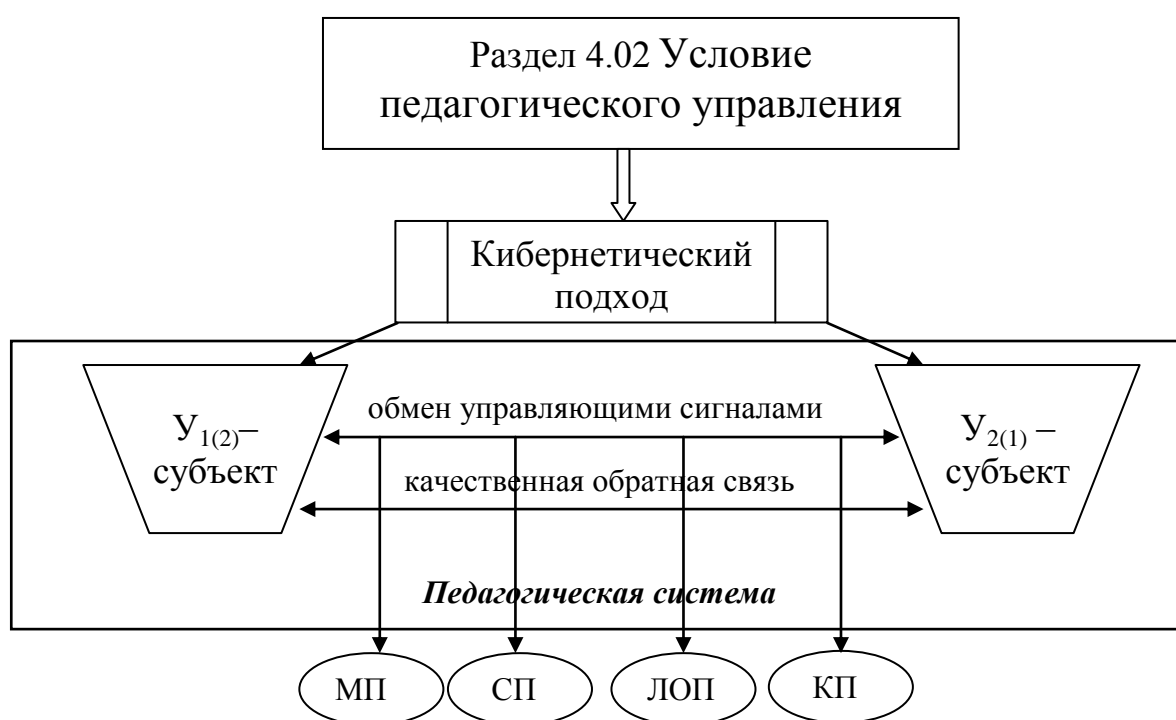 Раздел 4.02 Условие
педагогического управления
Кибернетический
подход
У1(2)–
субъект
обмен управляющими сигналами
качественная обратная связь
У2(1) –
субъект
Педагогическая система
МП
СП
ЛОП
КП